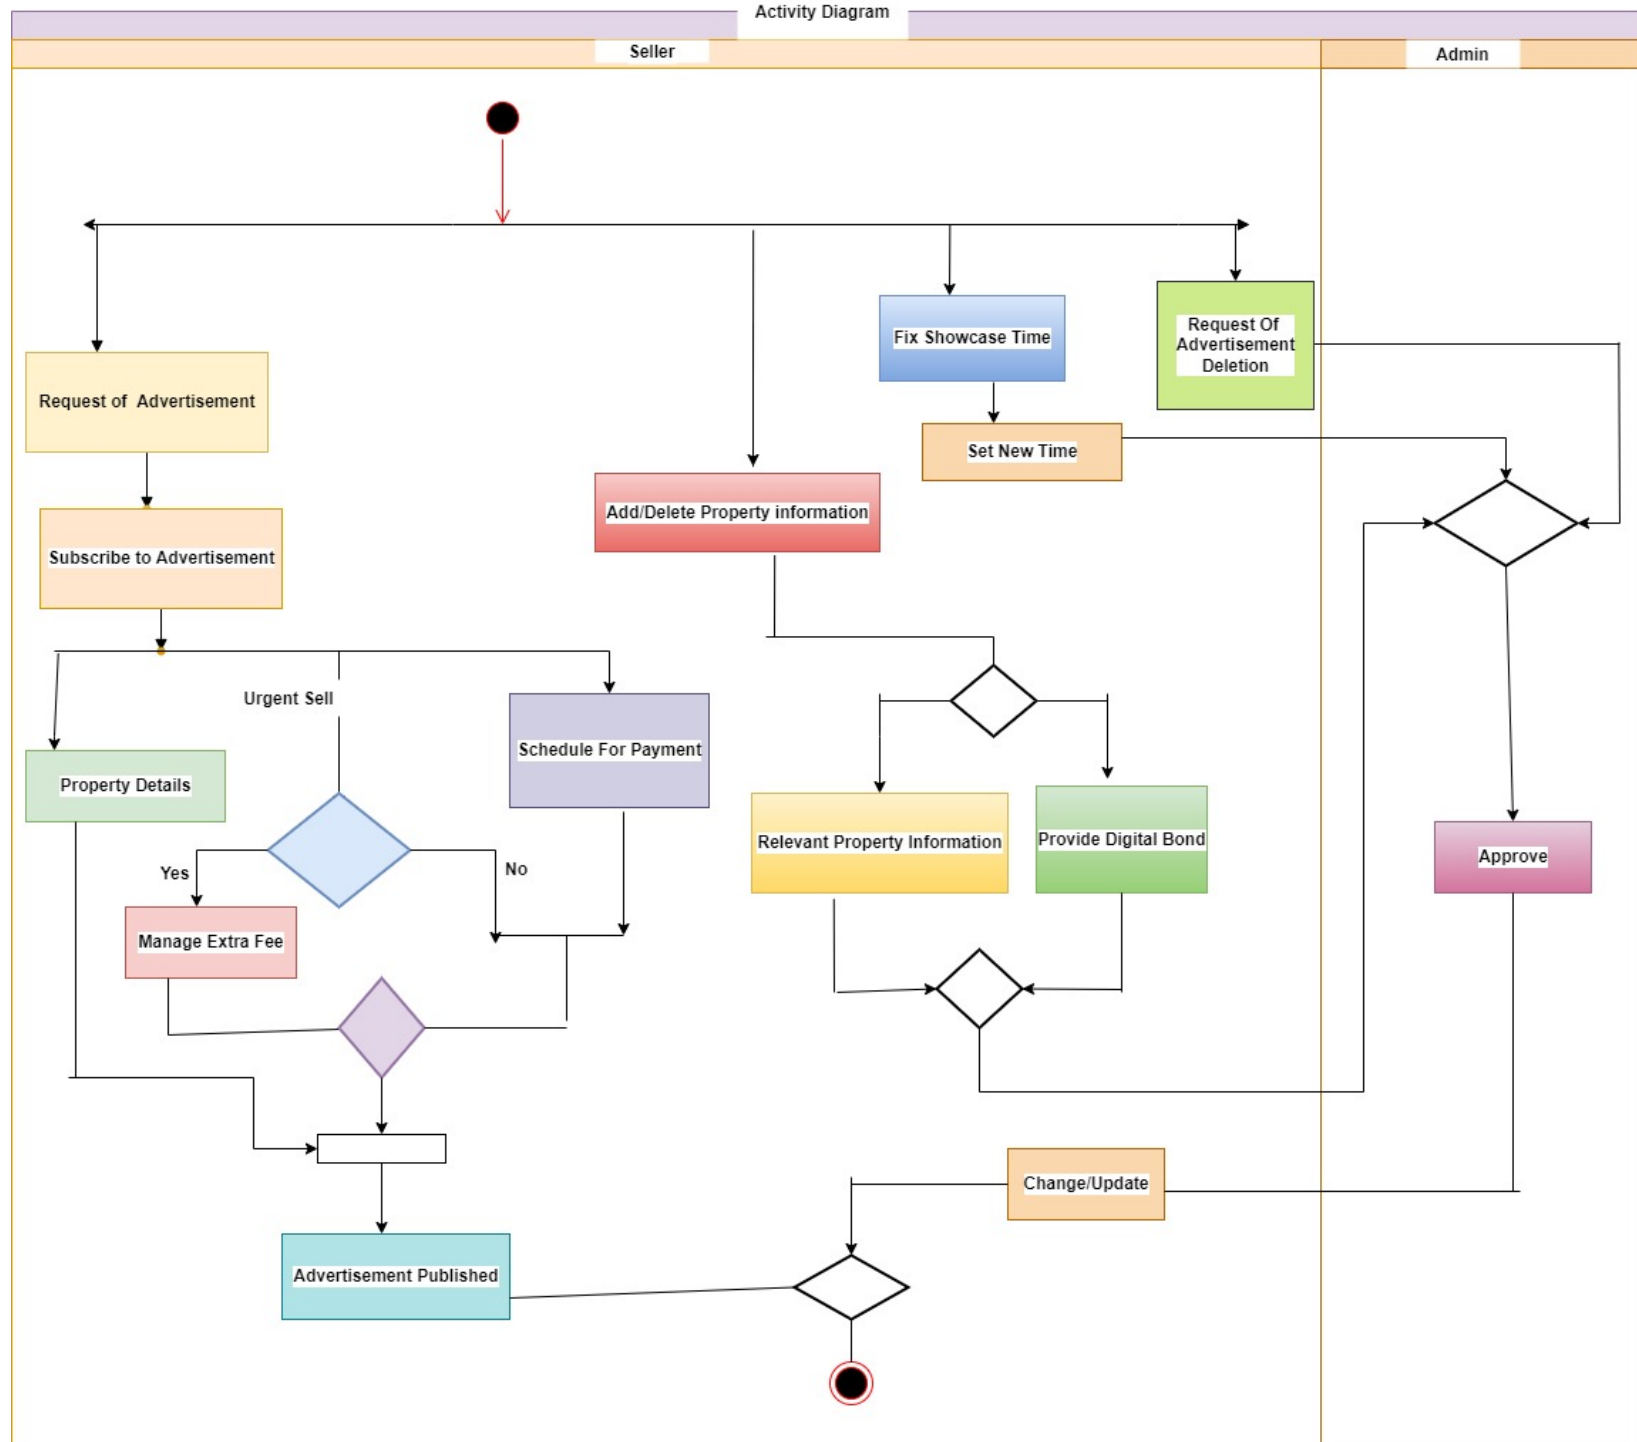 Activity Diagram
Seller
Admin
Fix Showcase Time
Request Of
Advertisement
Deletion
Request of  Advertisement
Set New Time
Add/Delete Property information
Subscribe to Advertisement
Urgent Sell
Schedule For Payment
Property Details
Relevant Property Information
Provide Digital Bond
Approve
Yes
No
Manage Extra Fee
Change/Update
Advertisement Published